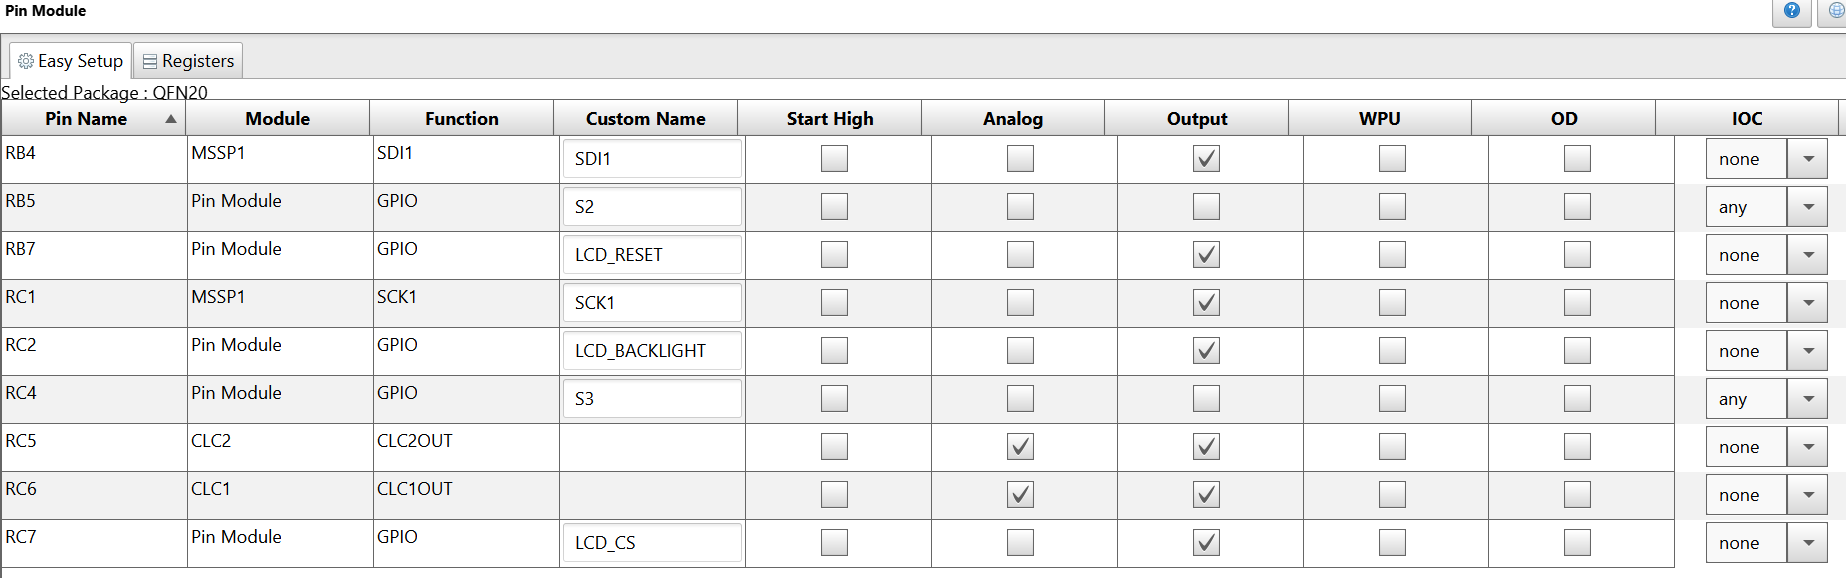 Pin Module
?
Easy Setup Registers
Selected Package : QFN20
Pin Name Module Function Custom Name Start High Analog Output WPU OD IOC
RB4 MSSP1 SDI1 SDI1 none
RB5 Pin Module GPIO S2 any
RB7 Pin Module GPIO LCD_RESET none
RC1 MSSP1 SCK1 SCK1 none
RC2 Pin Module GPIO LCD_BACKLIGHT none
RC4 Pin Module GPIO S3 any
RC5 CLC2 CLC2OUT none
RC6 CLC1 CLC1OUT none
RC7 Pin Module GPIO LCD_CS none